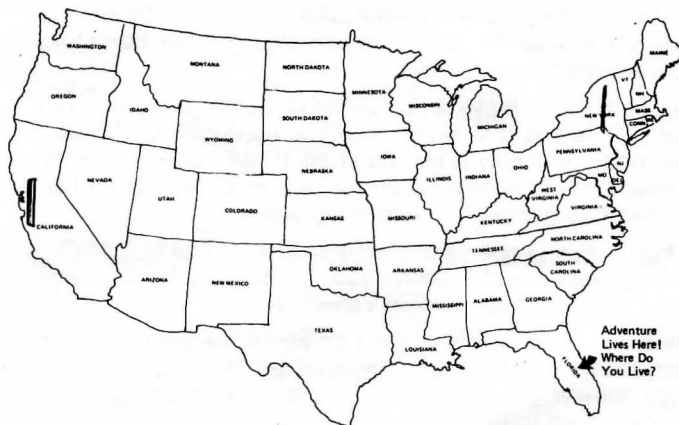 WASHINGTON
MONTANA
NORTH DAKOTA
MINNESOTA
MAINE
VT
NH
OREGON
IDAHO
WYOMING
SOUTH DAKOTA
WISCONSIN
MICHIGAN
NEW YORK
MASS
CONN
RI
NEVADA
UTAH
COLORADO
NEBRASKA
IOWA
ILLINOIS
INDIANA
OHIO
PENNSYLVANIA
NJ
MD
DEL
CALIFORNIA
KANSAS
MISSOURI
KENTUCKY
WEST
VIRGINIA
VIRGINIA
ARIZONA
NEW MEXICO
OKLAHOMA
ARKANSAS
TENNESSEE
NORTH CAROLINA
SOUTH
CAROLINA
TEXAS
LOUISIANA
MISSISSIPPI
ALABAMA
GEORGIA
FLORIDA
Adventure
Lives Here!
Where Do
You Live?